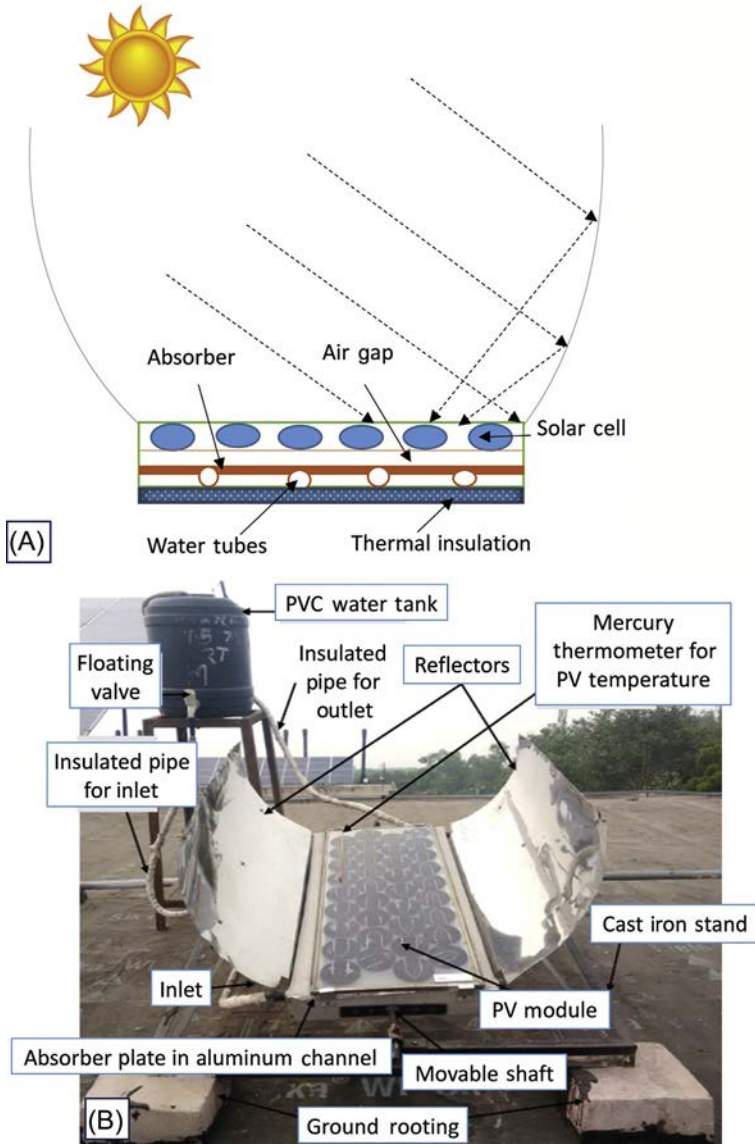 Absorber
Air gap
Solar cell
Water tubes
Thermal insulation
(A)
PVC water tank
Mercury
thermometer for
PV temperature
Floating
valve
Insulated
pipe for
outlet
Reflectors
Insulated pipe
for inlet
Cast iron stand
Inlet
PV module
Absorber plate in aluminum channel
Movable shaft
(B)
Ground rooting